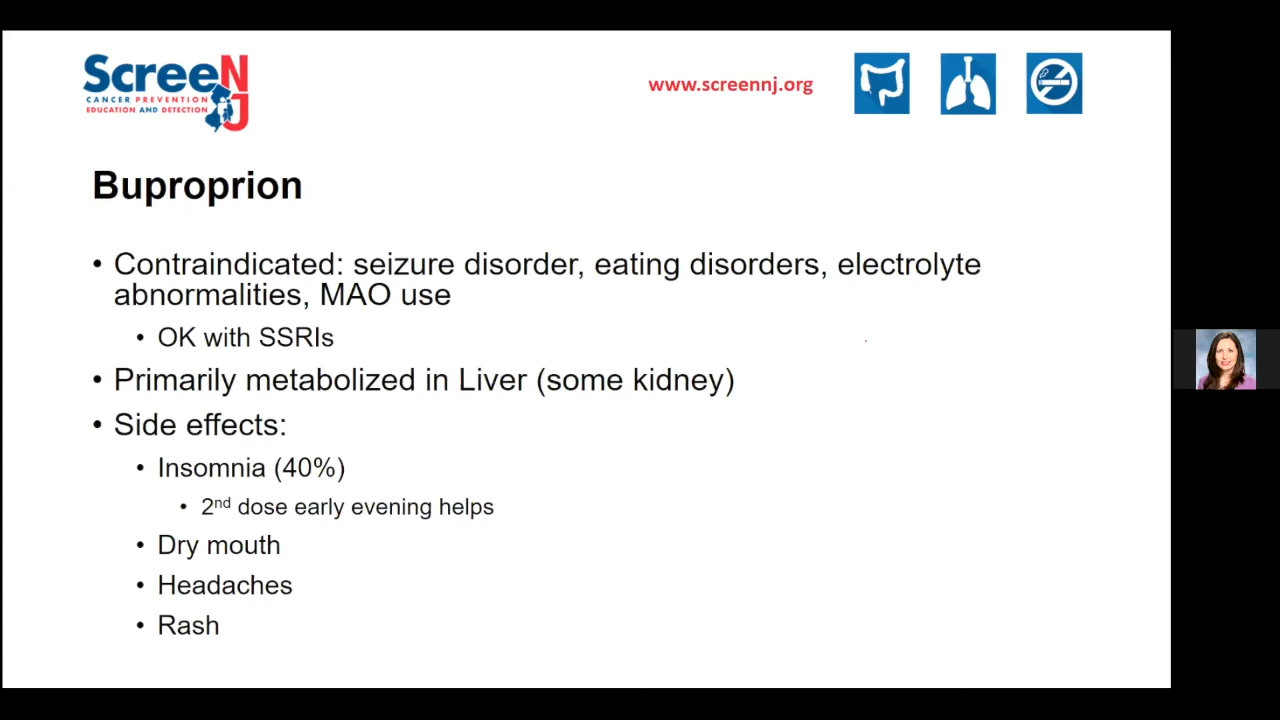 ScreeNJ
CANCER PREVENTION
EDUCATION AND DETECTION
www.screennj.org
Buproprion
• Contraindicated: seizure disorder, eating disorders, electrolyte
abnormalities, MAO use
• OK with SSRIs
• Primarily metabolized in Liver (some kidney)
• Side effects:
• Insomnia (40%)
• 2nd dose early evening helps
• Dry mouth
• Headaches
• Rash